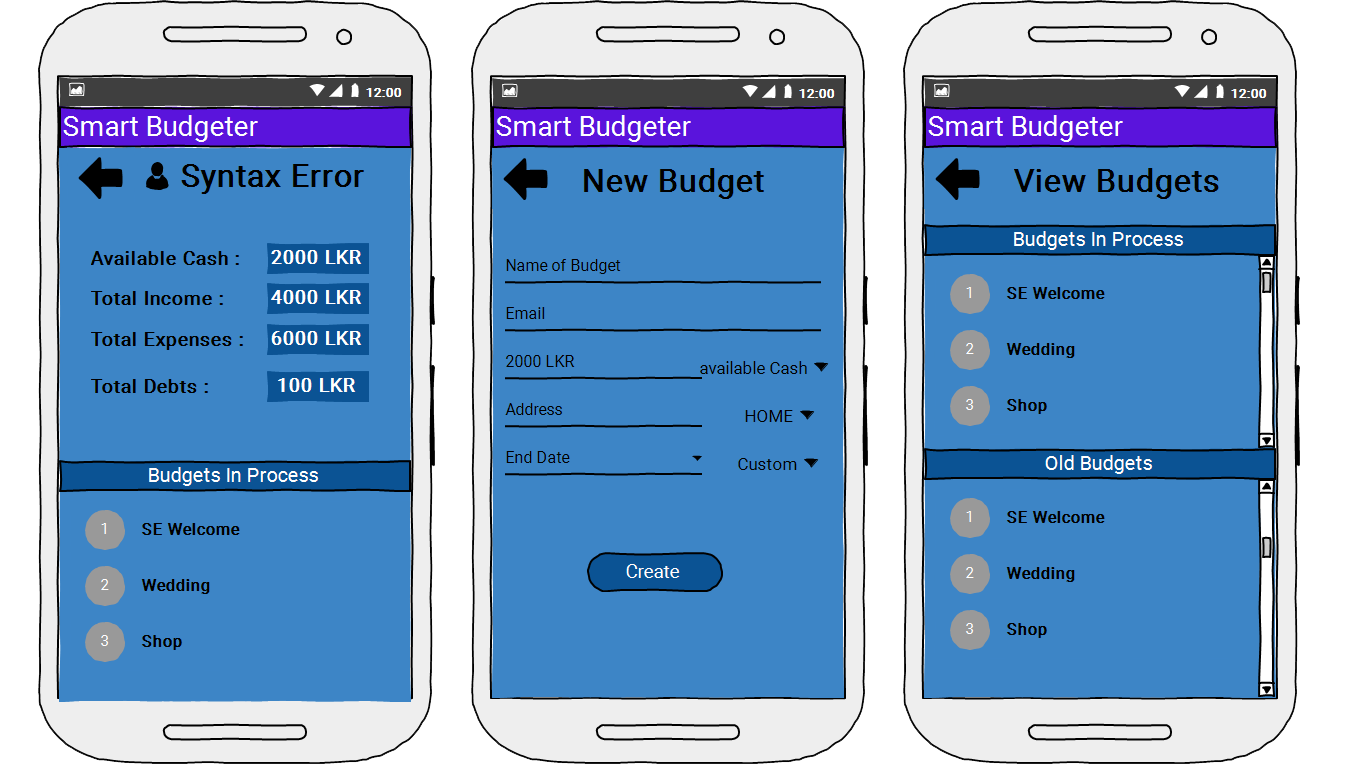 12:00
Smart Budgeter
Syntax Error
Available Cash : 2000 LKR
Total Income : 4000 LKR
Total Expenses : 6000 LKR
Total Debts : 100 LKR
Budgets In Process
1 SE Welcome
2 Wedding
3 Shop
12:00
Smart Budgeter
New Budget
Name of Budget
Email
2000 LKR available Cash
Address HOME
End Date Custom
Create
12:00
Smart Budgeter
View Budgets
Budgets In Process
1 SE Welcome
2 Wedding
3 Shop
Old Budgets
1 SE Welcome
2 Wedding
3 Shop